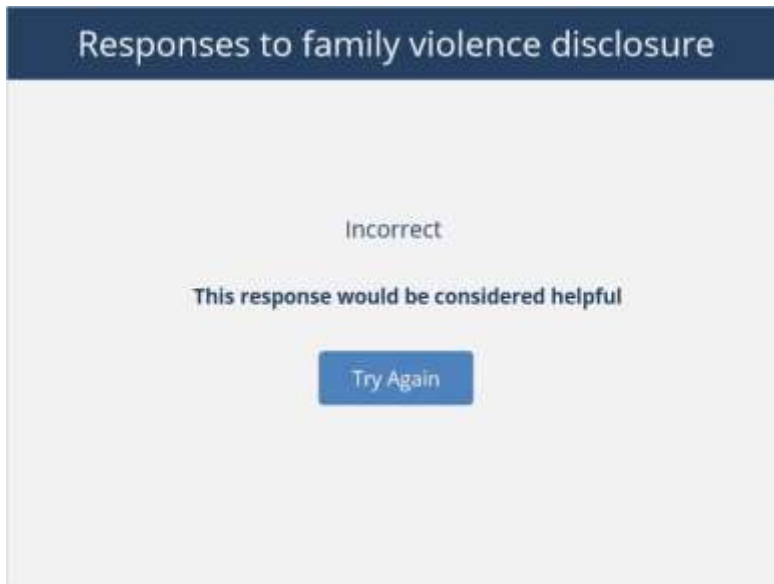 Responses to family violence disclosure
Incorrect
This response would be considered helpful
Try Again